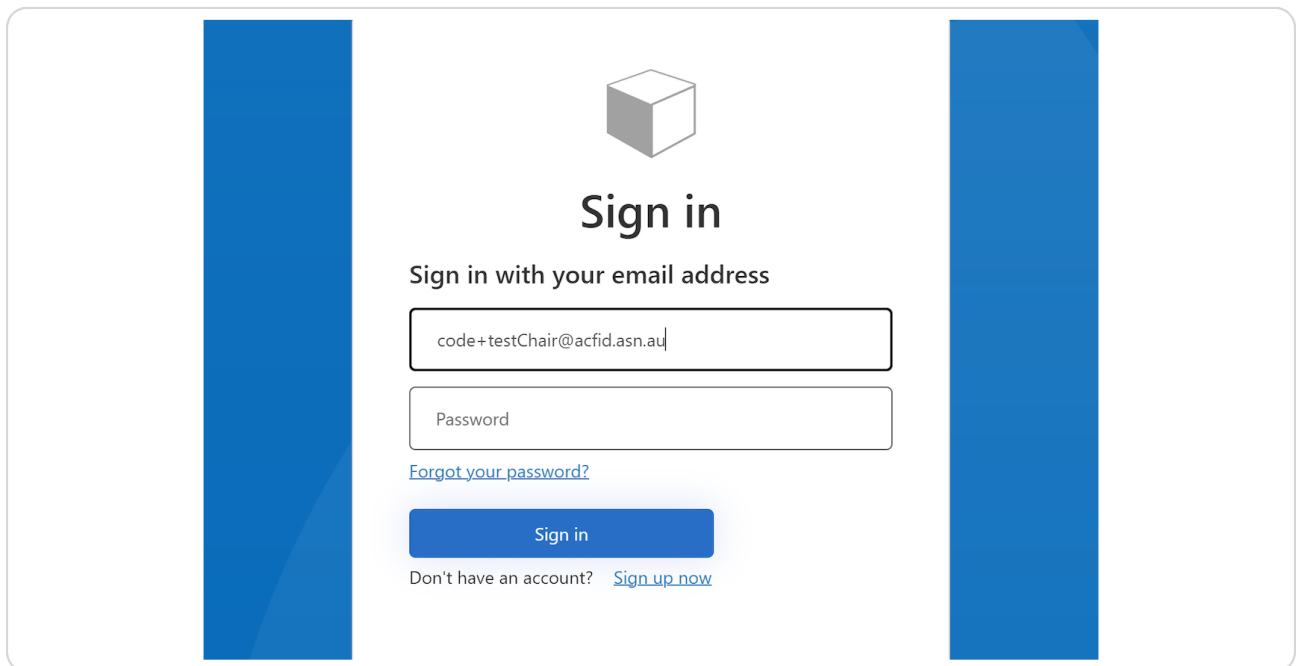 Sign in
Sign in with your email address
code+testChair@acfid.asn.au
Password
Forgot your password?
Sign in
Don't have an account? Sign up now